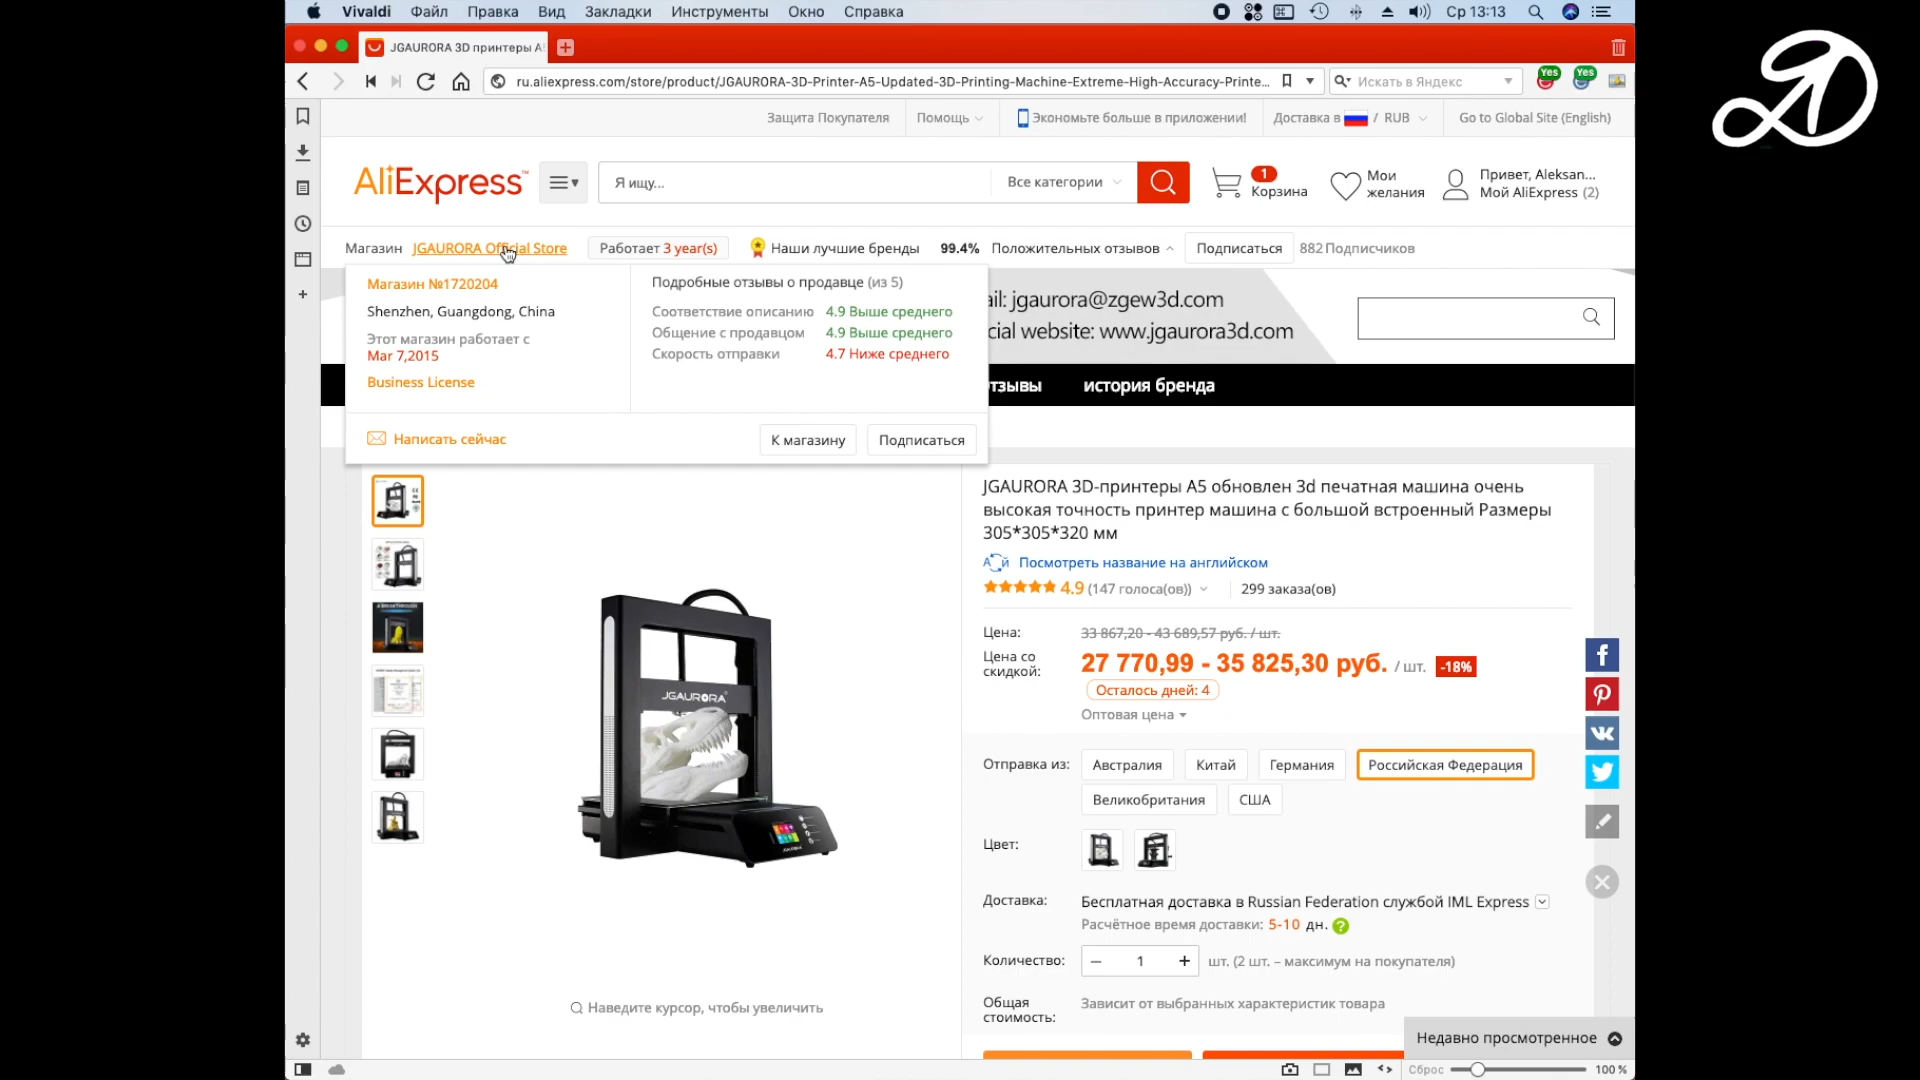 Vivaldi Файл Правка Вид Закладки Инструменты Окно Справка Ср 13:13
JGAURORA 3D принтеры A5
ru.aliexpress.com/store/product/JGAURORA-3D-Printer-A5-Updated-3D-Printing-Machine-Extreme-High-Accuracy-Printe... Искать в Яндекс Yes Yes
Защита Покупателя Помощь Экономьте больше в приложении! Доставка в / RUB Go to Global Site (English)
AliExpress™ Я ищу... Все категории 1 Корзина Мои желания Привет, Aleksan...
Мой AliExpress (2)
Магазин JGAURORA Official Store Работает 3 year(s) Наши лучшие бренды 99.4% Положительных отзывов Подписаться 882 Подписчиков
Магазин №1720204
Shenzhen, Guangdong, China
Этот магазин работает с
Mar 7,2015
Business License
Подробные отзывы о продавце (из 5)
Соответствие описанию 4.9 Выше среднего
Общение с продавцом 4.9 Выше среднего
Скорость отправки 4.7 Ниже среднего
Написать сейчас К магазину Подписаться
ail: jgaurora@zgew3d.com
cial website: www.jgaurora3d.com
отзывы история бренда
JGAURORA 3D-принтеры A5 обновлен 3d печатная машина очень
высокая точность принтер машина с большой встроенный Размеры
305*305*320 мм
Посмотреть название на английском
4.9 (147 голоса(ов)) 299 заказа(ов)
Цена: 33 867,20 - 43 689,57 руб. / шт.
Цена со
скидкой: 27 770,99 - 35 825,30 руб. / шт. -18%
Осталось дней: 4
Оптовая цена
JGAURORA
Отправка из: Австралия Китай Германия Российская Федерация
Великобритания США
Цвет:
Доставка: Бесплатная доставка в Russian Federation службой IML Express
Расчётное время доставки: 5-10 дн. ?
Количество: – 1 + шт. (2 шт. – максимум на покупателя)
Общая
стоимость: Зависит от выбранных характеристик товара
Наведите курсор, чтобы увеличить
Недавно просмотренное
Сброс 100 %